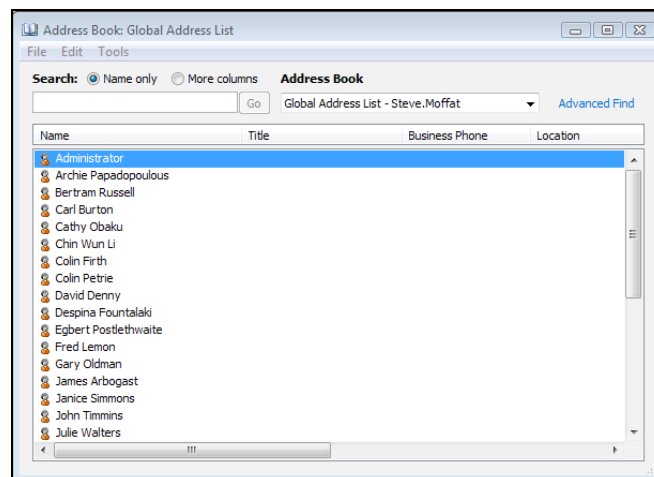 Address Book: Global Address List
File Edit Tools
Search: Name only More columns Address Book
Go Global Address List - Steve.Moffat Advanced Find
Name Title Business Phone Location
Administrator
Archie Papadopoulous
Bertram Russell
Carl Burton
Cathy Obaku
Chin Wun Li
Colin Firth
Colin Petrie
David Denny
Despina Fountalaki
Egbert Postlethwaite
Fred Lemon
Gary Oldman
James Arbogast
Janice Simmons
John Timmins
Julie Walters